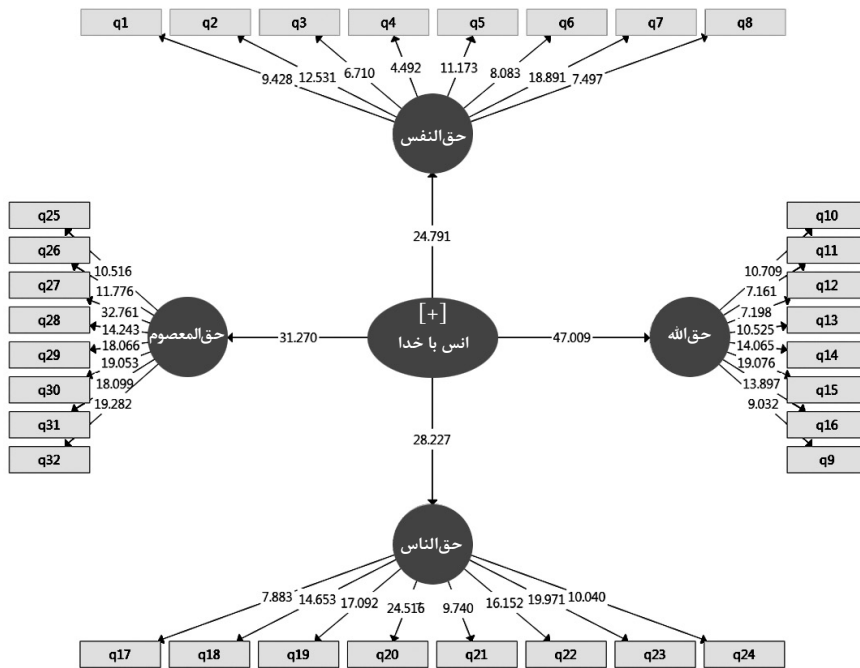 q1 q2 q3 q4 q5 q6 q7 q8
9.428 12.531 6.710 4.492 11.173 8.083 18.891 7.497
حق‌النفس
24.791
q25
q26
q27
q28
q29
q30
q31
q32
10.516
11.776
32.761
14.243
18.066
19.053
18.099
19.282
حق‌المعصوم
31.270
[+]
انس با خدا
47.009
حق‌الله
10.709
7.161
7.198
10.525
14.065
19.076
13.897
9.032
q10
q11
q12
q13
q14
q15
q16
q9
28.227
حق‌الناس
7.883 14.653 17.092 24.516 9.740 16.152 19.971 10.040
q17 q18 q19 q20 q21 q22 q23 q24